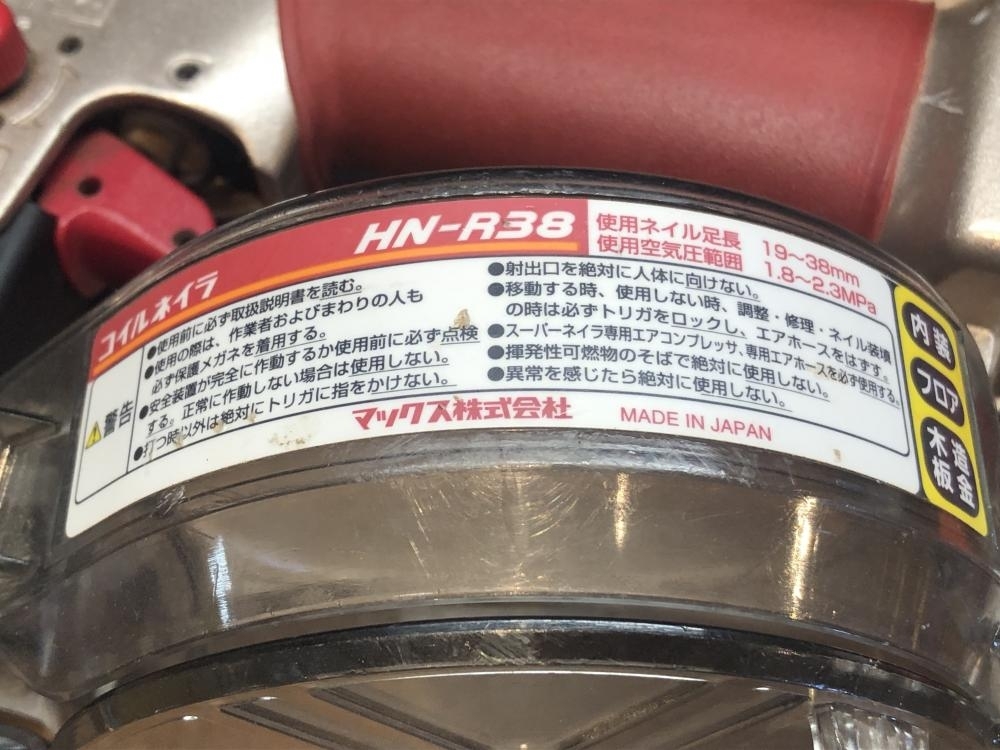 コイルネイラ
HN-R38
使用ネイル足長 19〜38mm
使用空気圧範囲 1.8〜2.3MPa
警告
●使用前に必ず取扱説明書を読む。
●使用の際は、作業者およびまわりの人も
必ず保護メガネを着用する。
●安全装置が完全に作動するか使用前に必ず点検
する。正常に作動しない場合は使用しない。
●打つ時以外は絶対にトリガに指をかけない。
●射出口を絶対に人体に向けない。
●移動する時、使用しない時、調整・修理・ネイル装填
の時は必ずトリガをロックし、エアホースをはずす。
●スーパーネイラ専用エアコンプレッサ、専用エアホースを必ず使用する。
●揮発性可燃物のそばで絶対に使用しない。
●異常を感じたら絶対に使用しない。
マックス株式会社
MADE IN JAPAN
内装
フロア
木造
板金